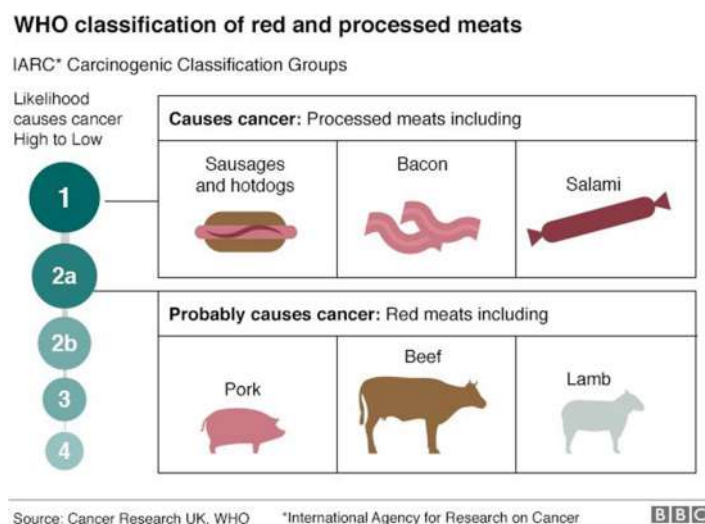 WHO classification of red and processed meats
IARC* Carcinogenic Classification Groups
Likelihood
causes cancer
High to Low
1
2a
2b
3
4
Causes cancer: Processed meats including
Sausages
and hotdogs
Bacon
Salami
Probably causes cancer: Red meats including
Pork
Beef
Lamb
Source: Cancer Research UK, WHO
*International Agency for Research on Cancer
BBC